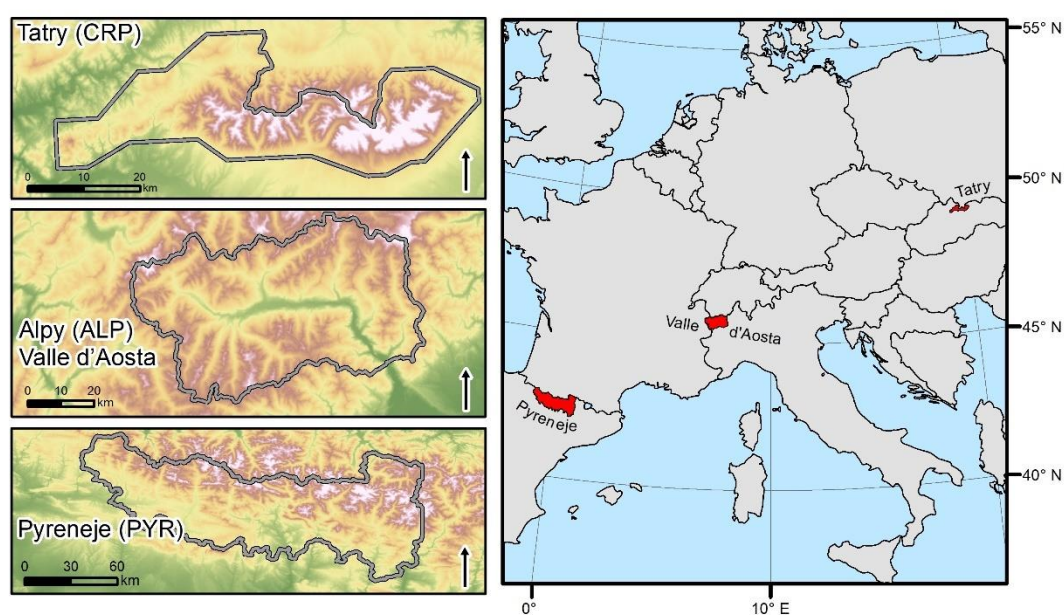 Tatry (CRP)
0 10 20
km
Alpy (ALP)
Valle d'Aosta
0 10 20
km
Pyreneje (PYR)
0 30 60
km
55° N
50° N
Tatry
45° N
Valle d'Aosta
Pyreneje
40° N
0° 10° E